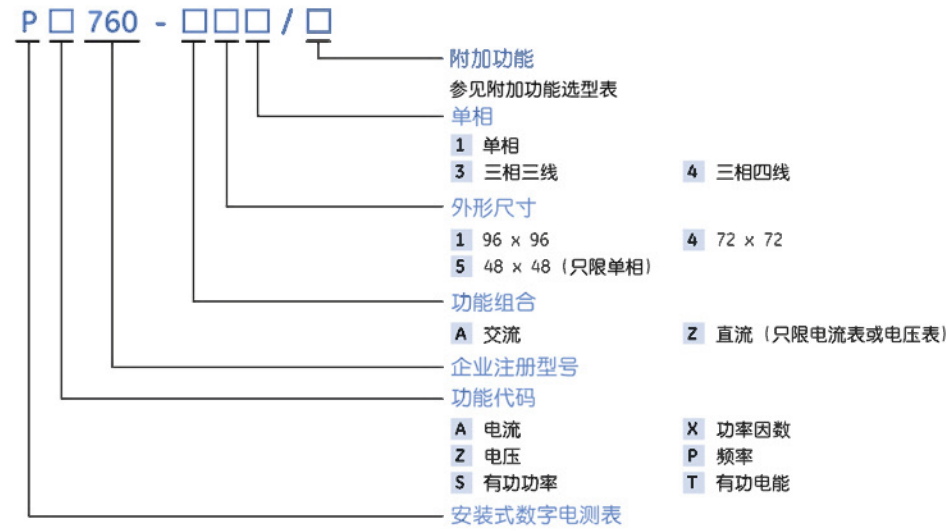 P□760-□□□/□
附加功能
参见附加功能选型表
单相
1 单相
3 三相三线 4 三相四线
外形尺寸
1 96 x 96 4 72 x 72
5 48 x 48 (只限单相)
功能组合
A 交流 Z 直流 (只限电流表或电压表)
企业注册型号
功能代码
A 电流 X 功率因数
Z 电压 P 频率
S 有功功率 T 有功电能
安装式数字电测表